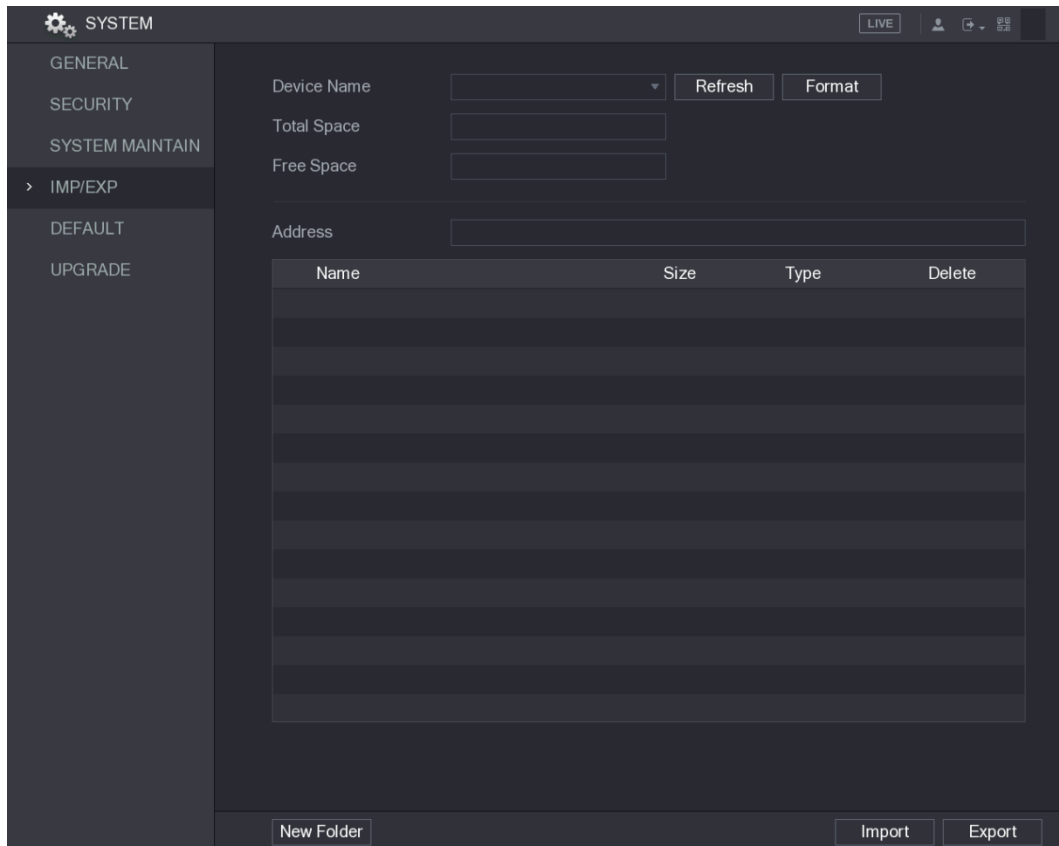 SYSTEM
LIVE
GENERAL
SECURITY
SYSTEM MAINTAIN
IMP/EXP
DEFAULT
UPGRADE
Device Name
Refresh
Format
Total Space
Free Space
Address
Name Size Type Delete
New Folder
Import
Export